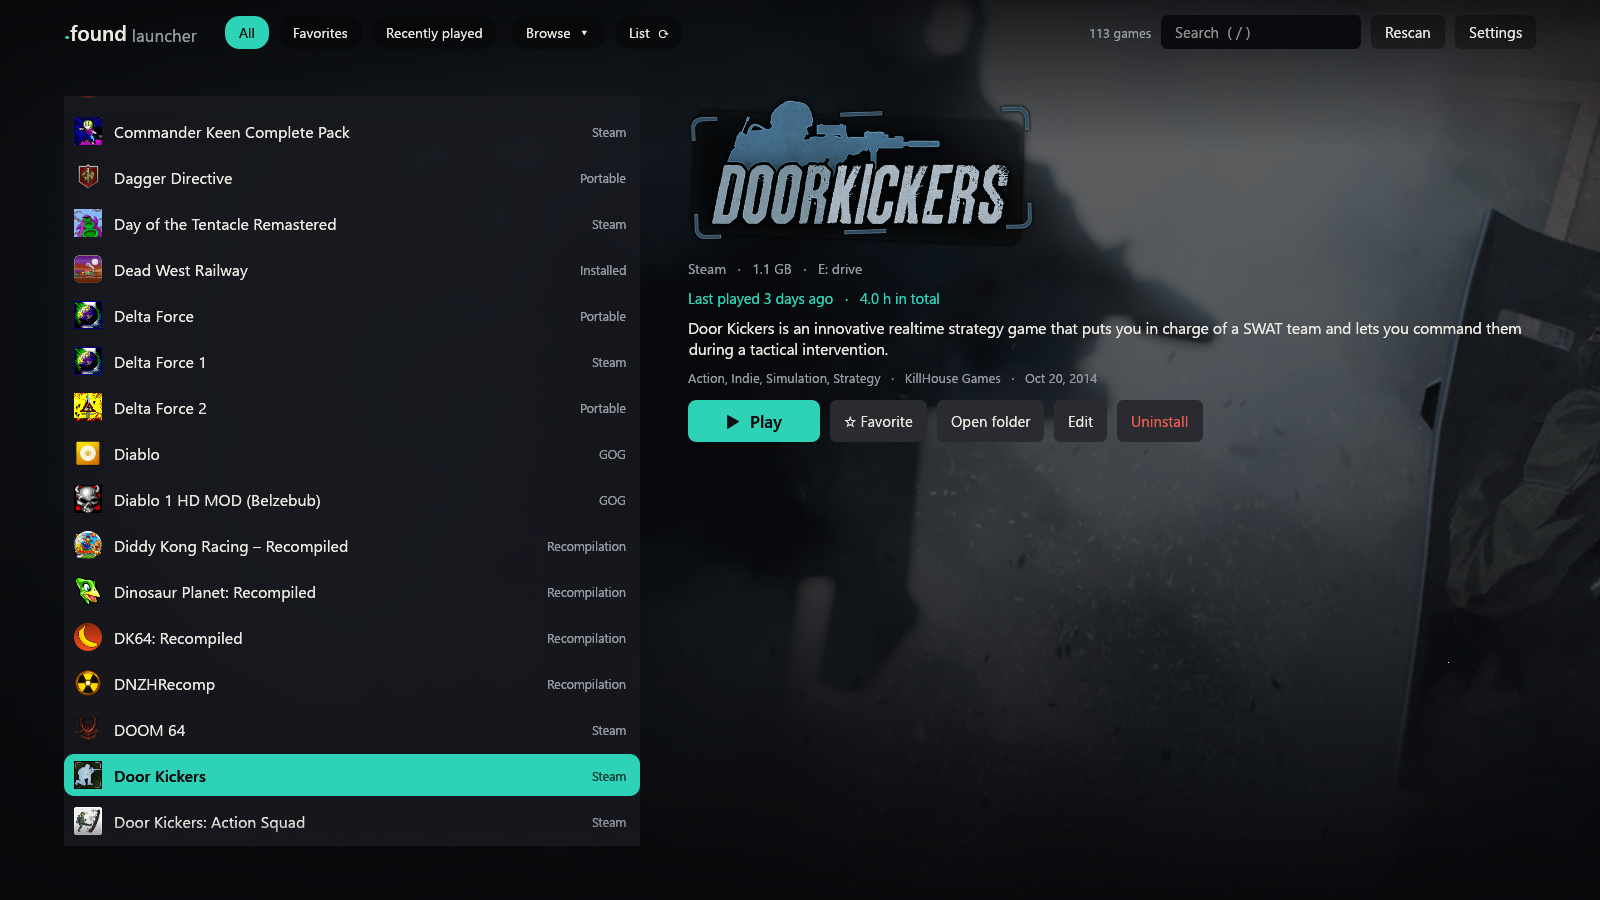 .found launcher
All
Favorites
Recently played
Browse ▾
List ⟳
113 games
Search ( / )
Rescan
Settings
Commander Keen Complete Pack Steam
Dagger Directive Portable
Day of the Tentacle Remastered Steam
Dead West Railway Installed
Delta Force Portable
Delta Force 1 Steam
Delta Force 2 Portable
Diablo GOG
Diablo 1 HD MOD (Belzebub) GOG
Diddy Kong Racing – Recompiled Recompilation
Dinosaur Planet: Recompiled Recompilation
DK64: Recompiled Recompilation
DNZHRecomp Recompilation
DOOM 64 Steam
Door Kickers Steam
Door Kickers: Action Squad Steam
DOORKICKERS
Steam · 1.1 GB · E: drive
Last played 3 days ago · 4.0 h in total
Door Kickers is an innovative realtime strategy game that puts you in charge of a SWAT team and lets you command them
during a tactical intervention.
Action, Indie, Simulation, Strategy · KillHouse Games · Oct 20, 2014
▶ Play
☆ Favorite
Open folder
Edit
Uninstall